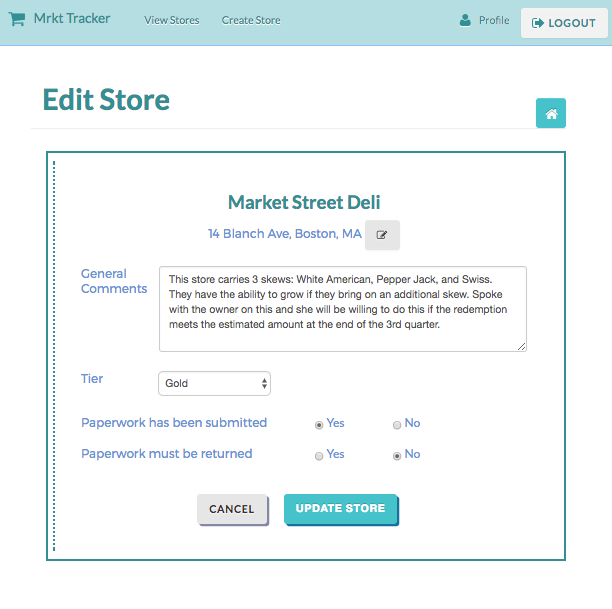 Mrkt Tracker View Stores Create Store Profile LOGOUT
Edit Store
Market Street Deli
14 Blanch Ave, Boston, MA
General
Comments
This store carries 3 skews: White American, Pepper Jack, and Swiss.
They have the ability to grow if they bring on an additional skew. Spoke
with the owner on this and she will be willing to do this if the redemption
meets the estimated amount at the end of the 3rd quarter.
Tier Gold
Paperwork has been submitted Yes No
Paperwork must be returned Yes No
CANCEL UPDATE STORE